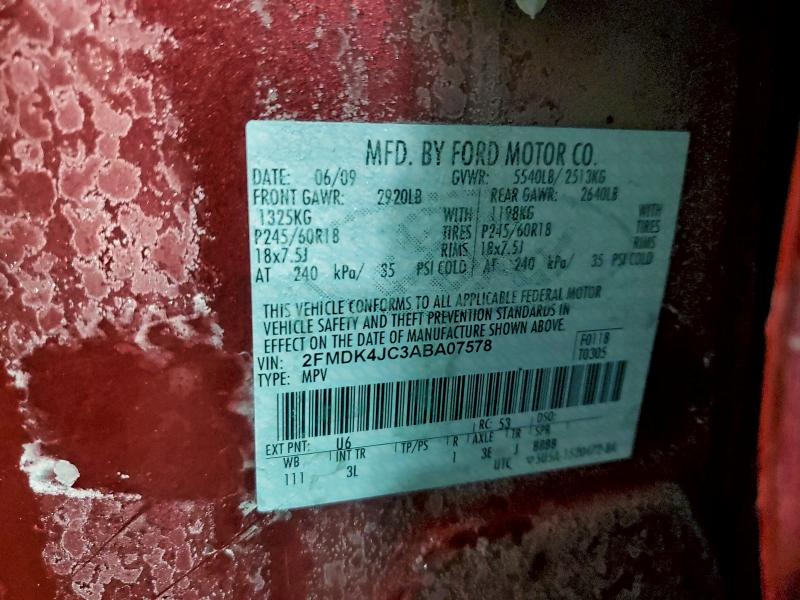 MFD. BY FORD MOTOR CO.
DATE: 06/09 GVWR: 5540LB/2513KG
FRONT GAWR: 2920LB REAR GAWR: 2640LB
1325KG WITH 1198KG WITH
P245/60R18 TIRES P245/60R18 TIRES
18x7.5J RIMS 18x7.5J RIMS
AT 240 kPa/ 35 PSI COLD AT 240 kPa/ 35 PSI COLD
THIS VEHICLE CONFORMS TO ALL APPLICABLE FEDERAL MOTOR
VEHICLE SAFETY AND THEFT PREVENTION STANDARDS IN
EFFECT ON THE DATE OF MANUFACTURE SHOWN ABOVE.
VIN: 2FMDK4JC3ABA07578 F0118
TYPE: MPV T0305
EXT PNT: U6 RC: 53 DSO:
WB INT TR TP/PS R AXLE TR SPR
111 3L 1 3E J 8888
UTC